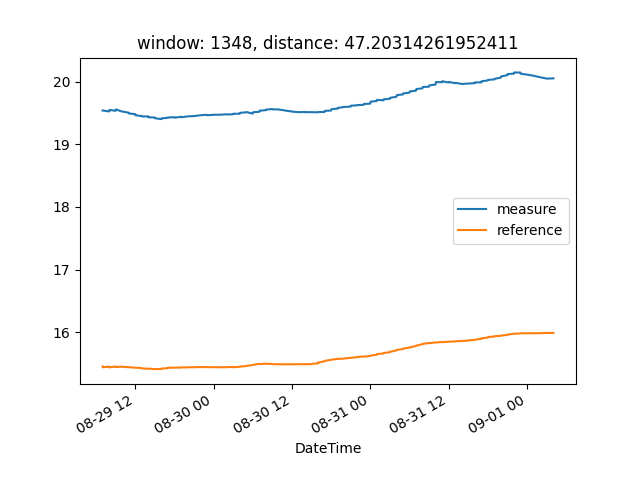 window: 1348, distance: 47.20314261952411
20
19
18
17
16
measure
reference
08-29 12
08-30 00
08-30 12
08-31 00
08-31 12
09-01 00
DateTime